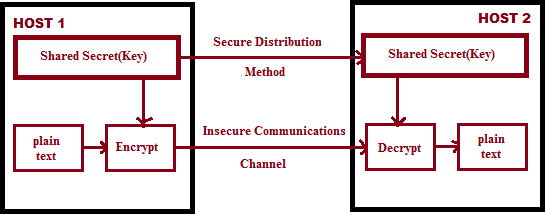 HOST 1
HOST 2
Shared Secret(Key)
Secure Distribution
Method
Shared Secret(Key)
plain
text
Encrypt
Insecure Communications
Channel
Decrypt
plain
text